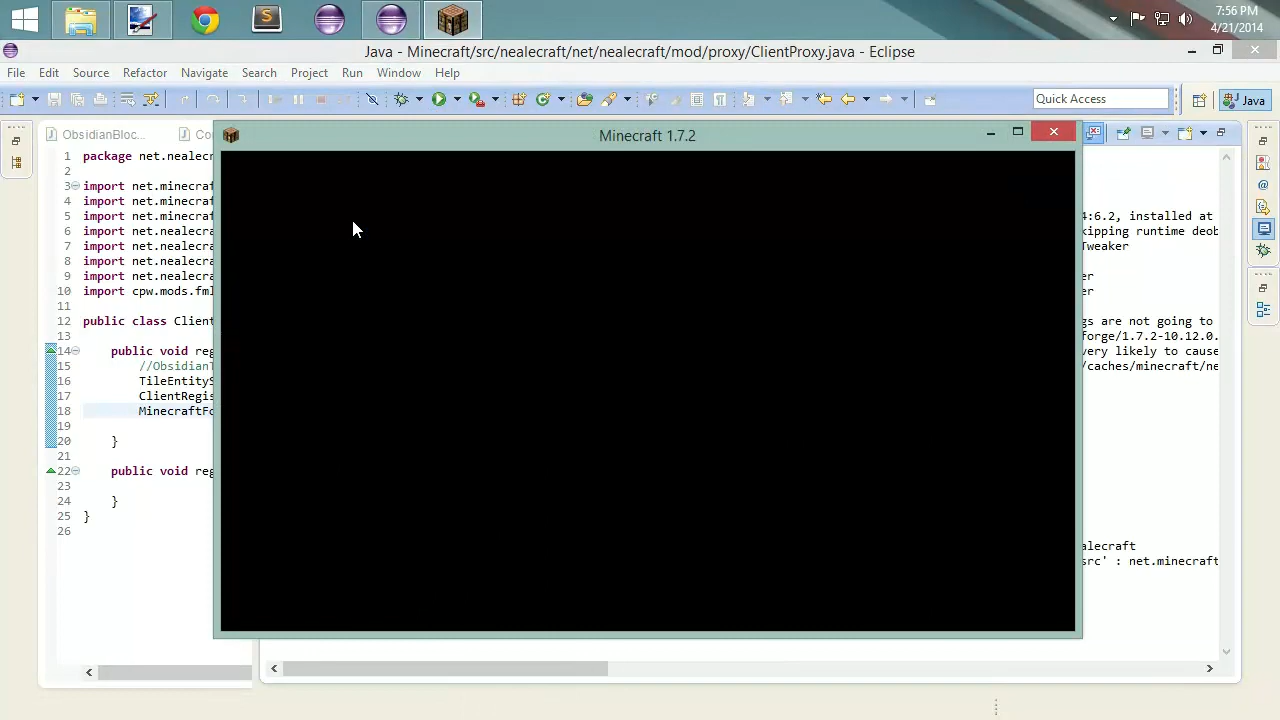 7:56 PM
4/21/2014
Java - Minecraft/src/nealecraft/net/nealecraft/mod/proxy/ClientProxy.java - Eclipse
File Edit Source Refactor Navigate Search Project Run Window Help
Quick Access
Java
ObsidianBloc...
Co
Minecraft 1.7.2
1 package net.nealecr
2
3 import net.minecraf
4 import net.minecraf
5 import net.minecraf
6 import net.nealecra
7 import net.nealecra
8 import net.nealecra
9 import net.nealecra
10 import cpw.mods.fml
11
12 public class Client
13
14 public void reg
15 //ObsidianT
16 TileEntityS
17 ClientRegis
18 MinecraftFo
19
20 }
21
22 public void reg
23
24 }
25 }
26
4:6.2, installed at
kipping runtime deob
Tweaker
er
er
gs are not going to
forge/1.7.2-10.12.0.
very likely to cause
/caches/minecraft/ne
alecraft
src' : net.minecraft